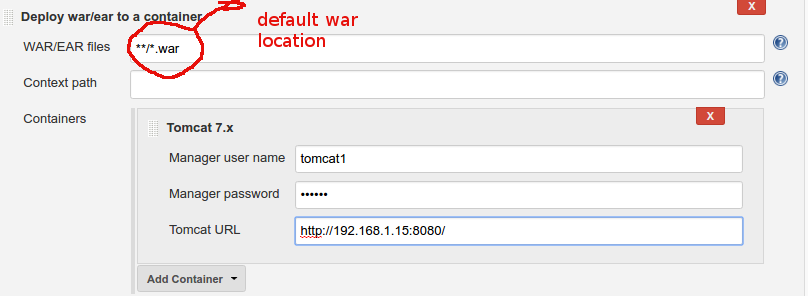 Deploy war/ear to a container
X
default war
location
WAR/EAR files
**/*.war
Context path
Containers
Tomcat 7.x
X
Manager user name
tomcat1
Manager password
••••••
Tomcat URL
http://192.168.1.15:8080/
Add Container